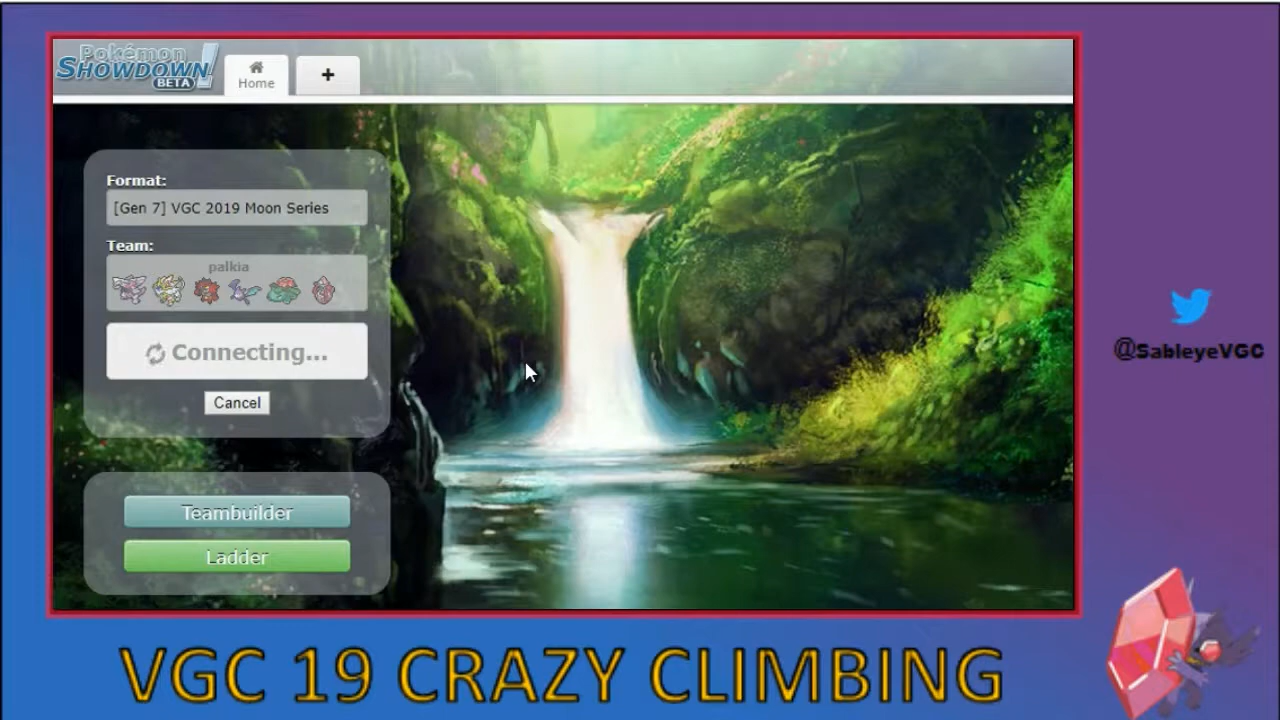 Pokémon
SHOWDOWN!
BETA
Home
+
Format:
[Gen 7] VGC 2019 Moon Series
Team:
palkia
Connecting...
Cancel
Teambuilder
Ladder
@SableyeVGC
VGC 19 CRAZY CLIMBING